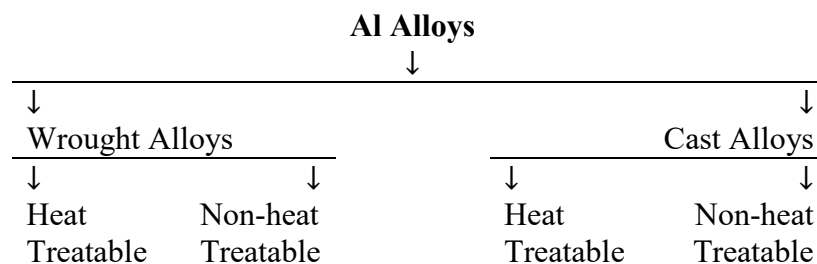 Al Alloys
↓
↓ ↓
Wrought Alloys Cast Alloys
↓ ↓ ↓ ↓
Heat Non-heat Heat Non-heat
Treatable Treatable Treatable Treatable